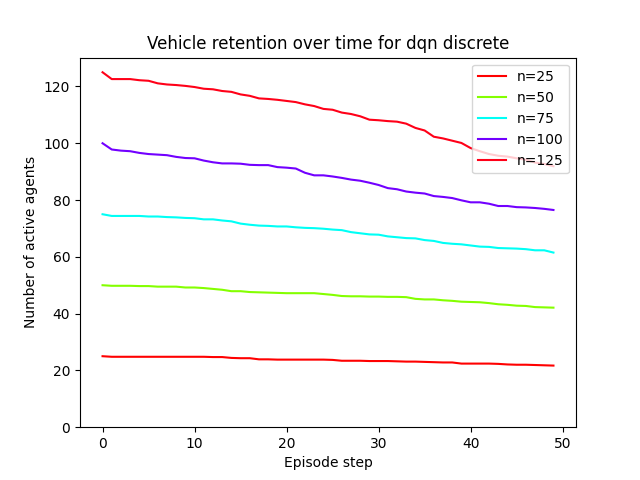 Vehicle retention over time for dqn discrete
Number of active agents
120
100
80
60
40
20
0
n=25
n=50
n=75
n=100
n=125
0 10 20 30 40 50
Episode step